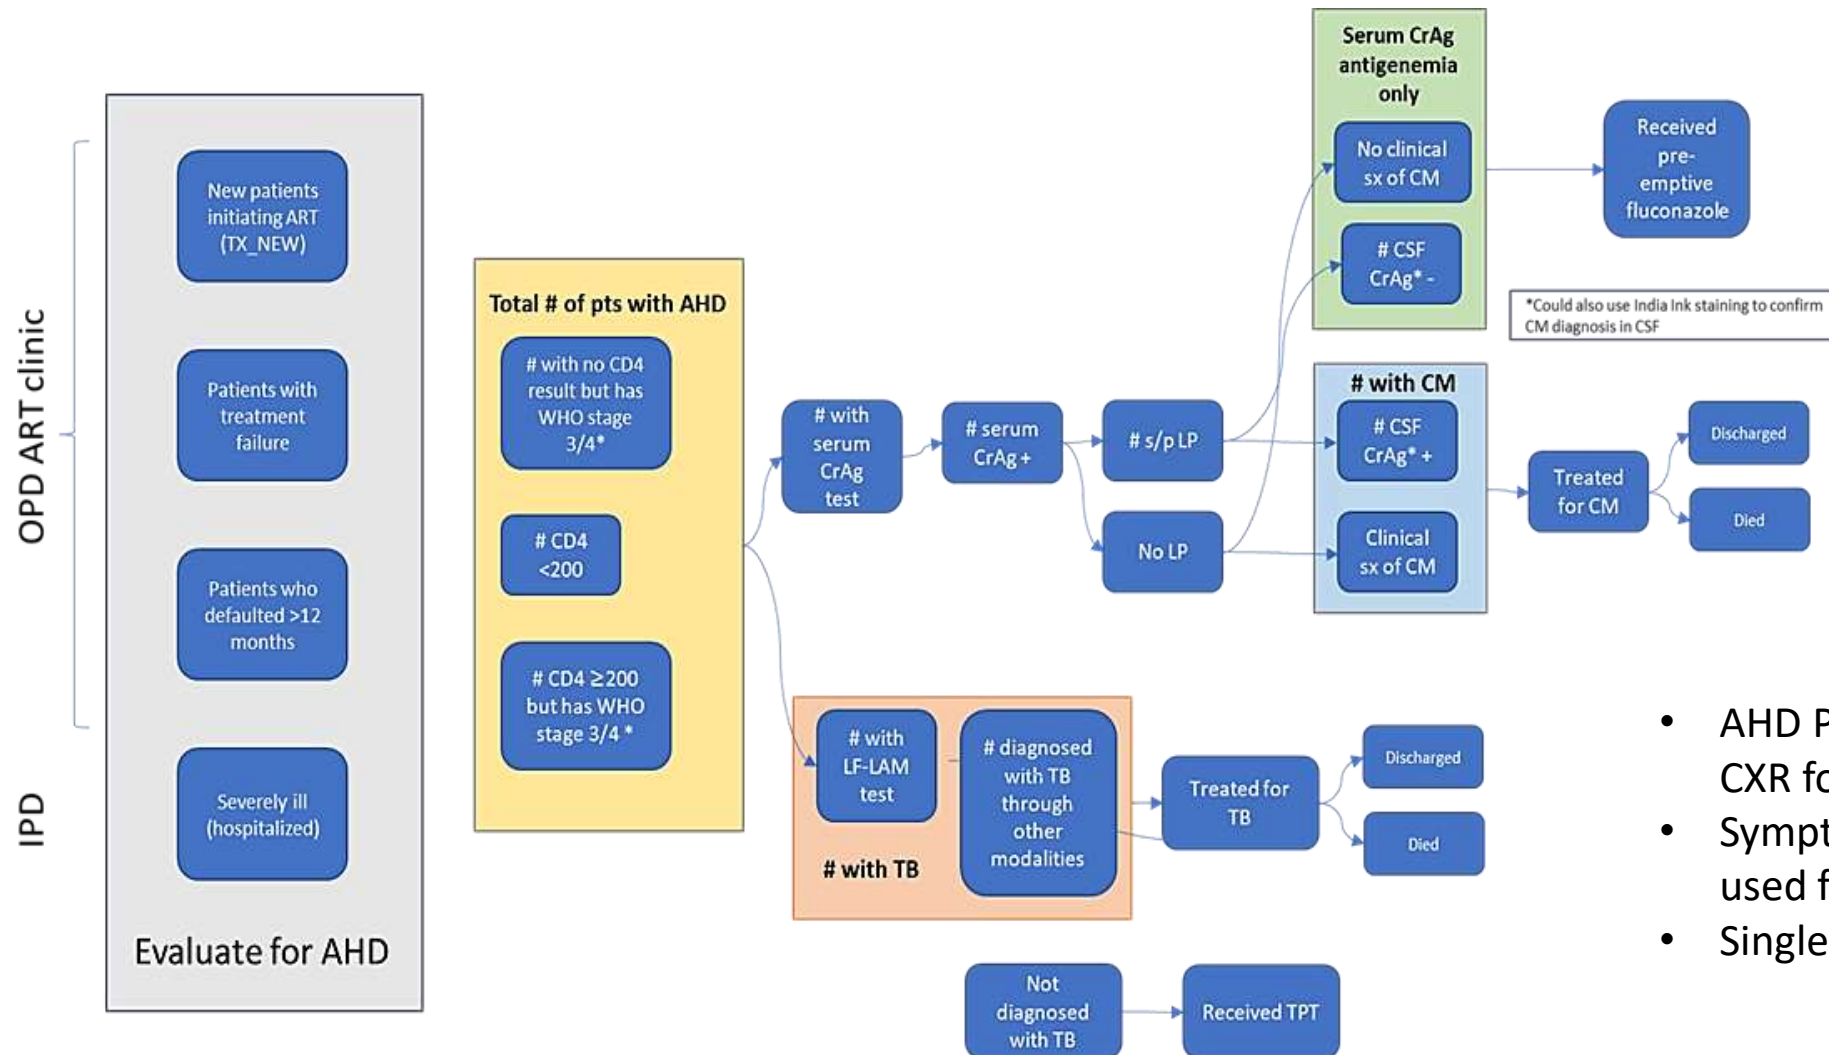 OPD ART clinic
IPD
New patients
initiating ART
(TX_NEW)
Patients with
treatment
failure
Patients who
defaulted >12
months
Severely ill
(hospitalized)
Evaluate for AHD
Total # of pts with AHD
# with no CD4
result but has
WHO stage
3/4*
# CD4
<200
# CD4 ≥200
but has WHO
stage 3/4 *
# with
serum
CrAg
test
# serum
CrAg +
# s/p LP
No LP
Serum CrAg
antigenemia
only
No clinical
sx of CM
# CSF
CrAg* -
Received
pre-
emptive
fluconazole
*Could also use India Ink staining to confirm
CM diagnosis in CSF
# with CM
# CSF
CrAg* +
Clinical
sx of CM
Treated
for CM
Discharged
Died
# with
LF-LAM
test
# diagnosed
with TB
through
other
modalities
# with TB
Treated for
TB
Discharged
Died
Not
diagnosed
with TB
Received TPT
• AHD P
CXR fo
• Sympt
used f
• Single